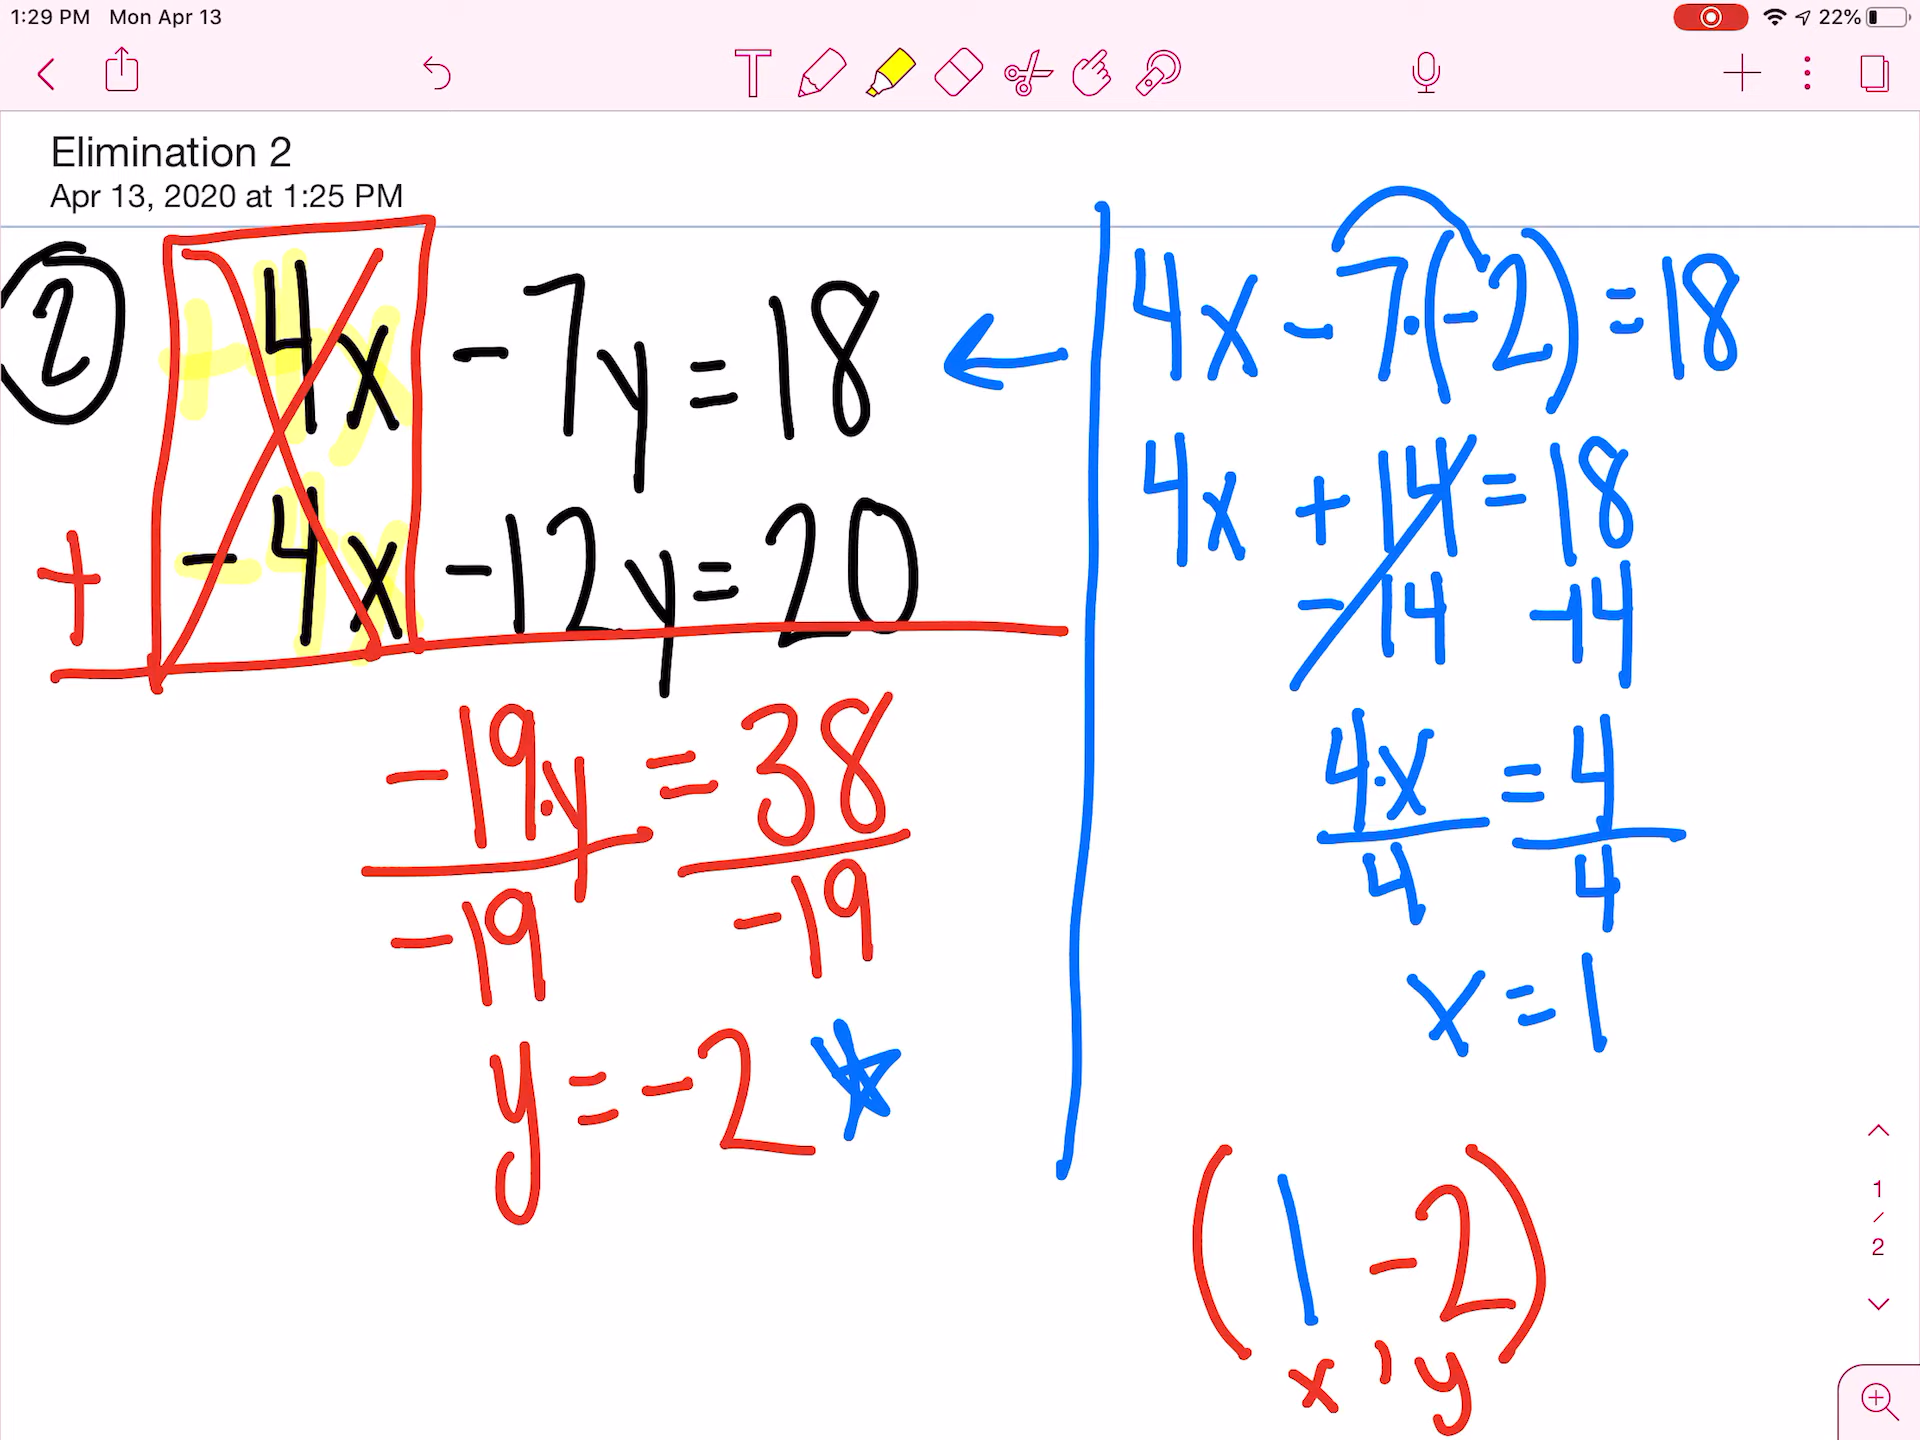 1:29 PM Mon Apr 13
22%
T
Elimination 2
Apr 13, 2020 at 1:25 PM
2
+4x -7y = 18
+ -4x -12y = 20
-19·y = 38
-19 -19
y = -2
4x -7·(-2) = 18
4x + 14 = 18
-14 -14
4·x = 4
4 4
x = 1
(1 -2)
x , y
1
/
2